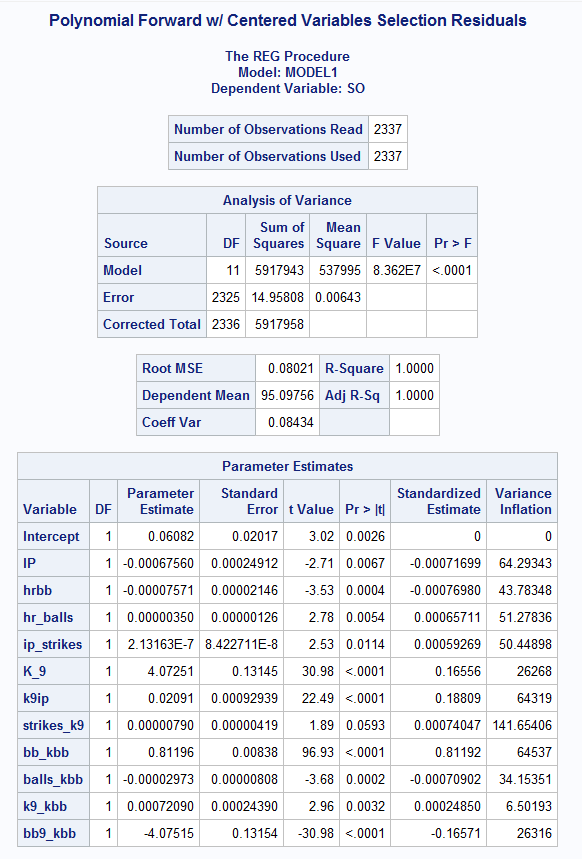 Polynomial Forward w/ Centered Variables Selection Residuals
The REG Procedure
Model: MODEL1
Dependent Variable: SO
Number of Observations Read 2337
Number of Observations Used 2337
Analysis of Variance
Source DF Sum of Squares Mean Square F Value Pr > F
Model 11 5917943 537995 8.362E7 <.0001
Error 2325 14.95808 0.00643
Corrected Total 2336 5917958
Root MSE 0.08021 R-Square 1.0000
Dependent Mean 95.09756 Adj R-Sq 1.0000
Coeff Var 0.08434
Parameter Estimates
Variable DF Parameter Estimate Standard Error t Value Pr > |t| Standardized Estimate Variance Inflation
Intercept 1 0.06082 0.02017 3.02 0.0026 0 0
IP 1 -0.00067560 0.00024912 -2.71 0.0067 -0.00071699 64.29343
hrbb 1 -0.00007571 0.00002146 -3.53 0.0004 -0.00076980 43.78348
hr_balls 1 0.00000350 0.00000126 2.78 0.0054 0.00065711 51.27836
ip_strikes 1 2.13163E-7 8.422711E-8 2.53 0.0114 0.00059269 50.44898
K_9 1 4.07251 0.13145 30.98 <.0001 0.16556 26268
k9ip 1 0.02091 0.00092939 22.49 <.0001 0.18809 64319
strikes_k9 1 0.00000790 0.00000419 1.89 0.0593 0.00074047 141.65406
bb_kbb 1 0.81196 0.00838 96.93 <.0001 0.81192 64537
balls_kbb 1 -0.00002973 0.00000808 -3.68 0.0002 -0.00070902 34.15351
k9_kbb 1 0.00072090 0.00024390 2.96 0.0032 0.00024850 6.50193
bb9_kbb 1 -4.07515 0.13154 -30.98 <.0001 -0.16571 26316